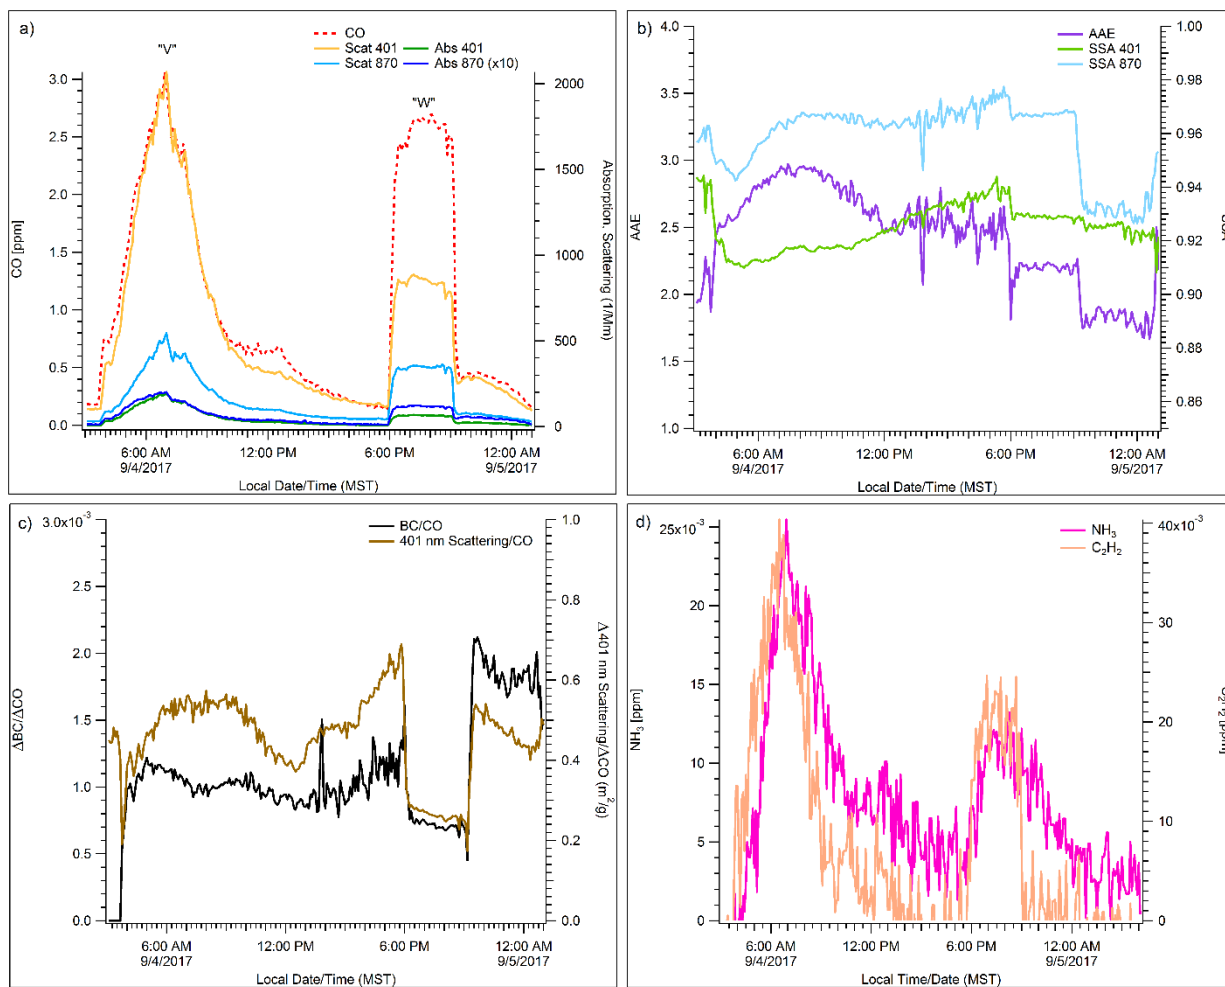 a)
CO
Scat 401
Abs 401
Scat 870
Abs 870 (x10)
"V"
"W"
3.0
2.5
2.0
1.5
1.0
0.5
0.0
CO [ppm]
2000
1500
1000
500
0
Absorption, Scattering (1/Mm)
6:00 AM
9/4/2017
12:00 PM
6:00 PM
12:00 AM
9/5/2017
Local Date/Time (MST)
b)
AAE
SSA 401
SSA 870
4.0
3.5
3.0
2.5
2.0
1.5
1.0
AAE
1.00
0.98
0.96
0.94
0.92
0.90
0.88
0.86
6:00 AM
9/4/2017
12:00 PM
6:00 PM
12:00 AM
9/5/2017
Local Date/Time (MST)
c)
BC/CO
401 nm Scattering/CO
3.0x10⁻³
2.5
2.0
1.5
1.0
0.5
0.0
ΔBC/ΔCO
1.0
0.8
0.6
0.4
0.2
0.0
Δ401 nm Scattering/ΔCO (m²/g)
6:00 AM
9/4/2017
12:00 PM
6:00 PM
12:00 AM
9/5/2017
Local Date/Time (MST)
d)
NH₃
C₂H₂
25x10⁻³
20
15
10
5
0
NH₃ [ppm]
40x10⁻³
30
20
10
0
6:00 AM
9/4/2017
12:00 PM
6:00 PM
12:00 AM
9/5/2017
Local Time/Date (MST)